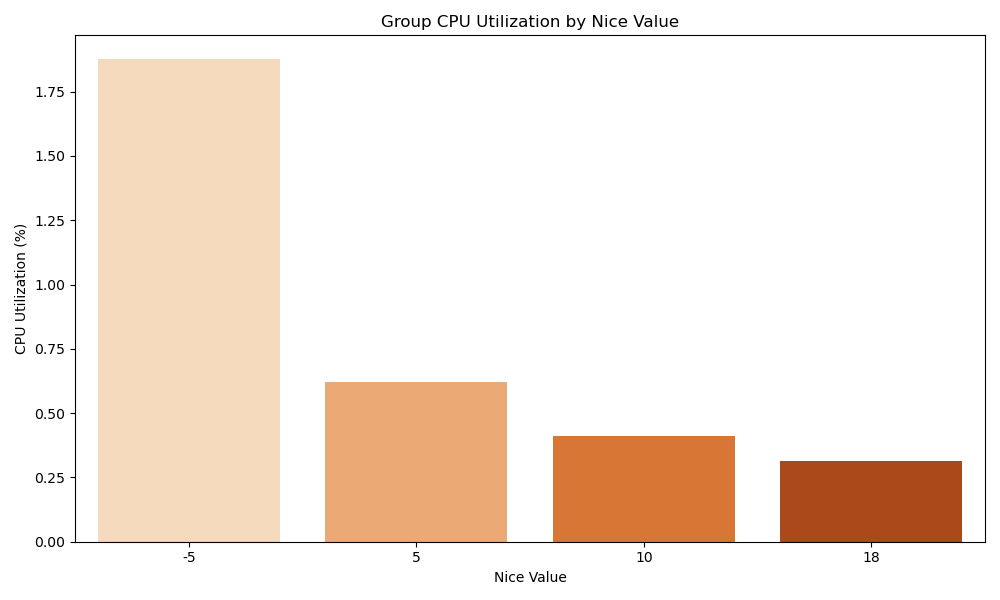 Group CPU Utilization by Nice Value
CPU Utilization (%)
1.75
1.50
1.25
1.00
0.75
0.50
0.25
0.00
-5 5 10 18
Nice Value